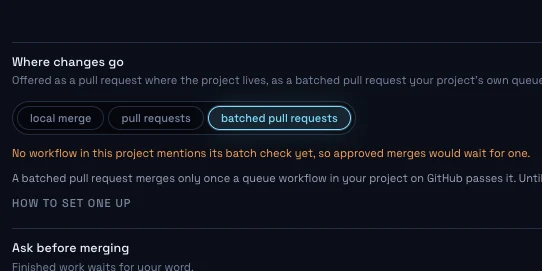 Where changes go
Offered as a pull request where the project lives, as a batched pull request your project's own queue
local merge
pull requests
batched pull requests
No workflow in this project mentions its batch check yet, so approved merges would wait for one.
A batched pull request merges only once a queue workflow in your project on GitHub passes it. Until
HOW TO SET ONE UP
Ask before merging
Finished work waits for your word.